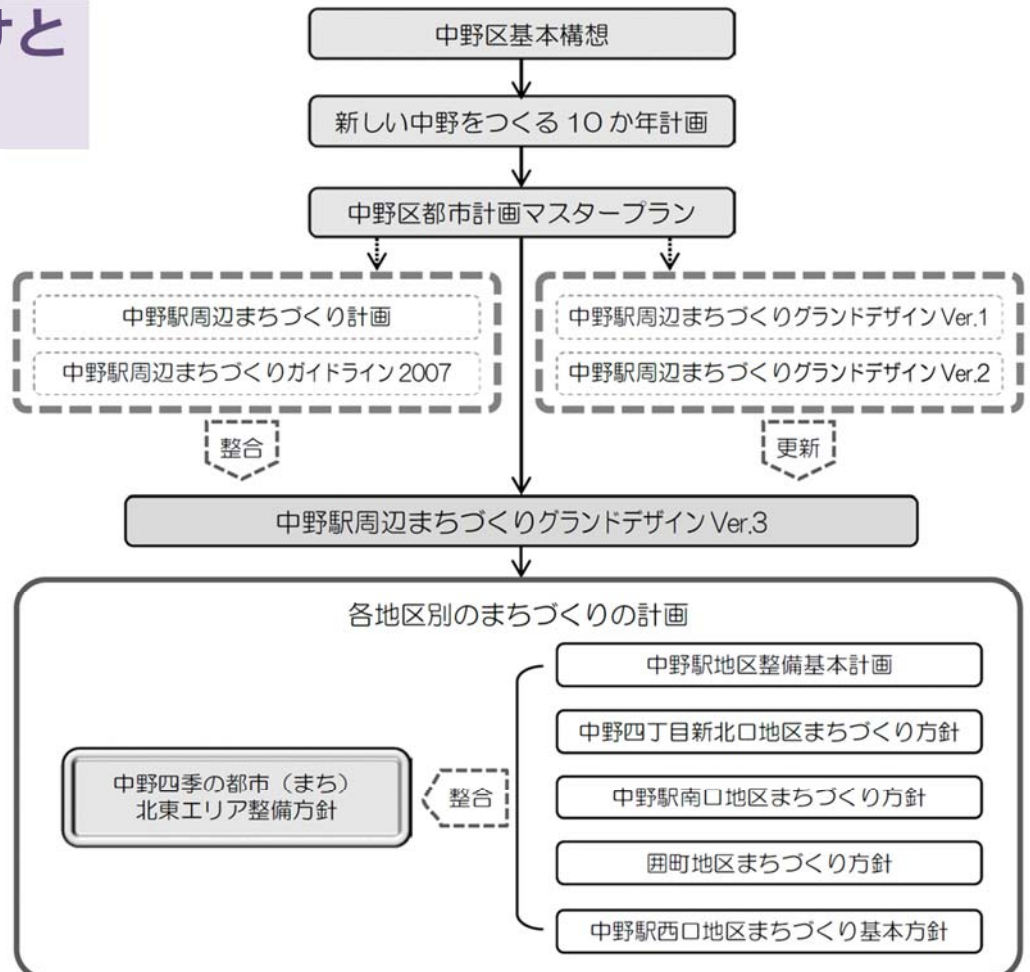 けと
中野区基本構想
新しい中野をつくる10か年計画
中野区都市計画マスタープラン
中野駅周辺まちづくり計画
中野駅周辺まちづくりガイドライン2007
中野駅周辺まちづくりグランドデザインVer.1
中野駅周辺まちづくりグランドデザインVer.2
整合
更新
中野駅周辺まちづくりグランドデザインVer.3
各地区別のまちづくりの計画
中野四季の都市（まち）
北東エリア整備方針
整合
中野駅地区整備基本計画
中野四丁目新北口地区まちづくり方針
中野駅南口地区まちづくり方針
囲町地区まちづくり方針
中野駅西口地区まちづくり基本方針